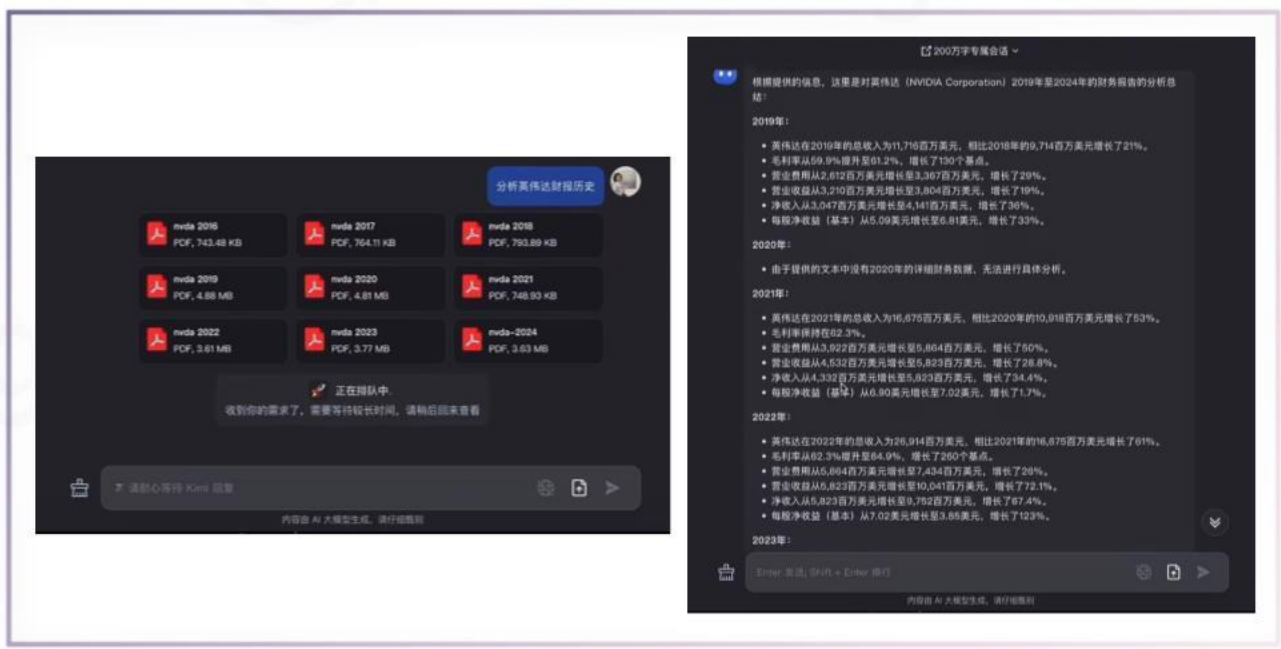 分析英伟达财报历史
nvda 2016
PDF, 743.48 KB
nvda 2017
PDF, 764.11 KB
nvda 2018
PDF, 793.89 KB
nvda 2019
PDF, 4.88 MB
nvda 2020
PDF, 4.81 MB
nvda 2021
PDF, 748.93 KB
nvda 2022
PDF, 3.61 MB
nvda 2023
PDF, 3.77 MB
nvda-2024
PDF, 3.63 MB
正在排队中.
收到你的需求了，需要等待较长时间，请稍后回来查看
请耐心等待 Kimi 回复
内容由 AI 大模型生成，请仔细甄别
200万字专属会话
根据提供的信息，这里是对英伟达（NVIDIA Corporation）2019年至2024年的财务报告的分析总
结：
2019年：
• 英伟达在2019年的总收入为11,716百万美元，相比2018年的9,714百万美元增长了21%。
• 毛利率从59.9%提升至61.2%，增长了130个基点。
• 营业费用从2,612百万美元增长至3,367百万美元，增长了29%。
• 营业收益从3,210百万美元增长至3,804百万美元，增长了19%。
• 净收入从3,047百万美元增长至4,141百万美元，增长了36%。
• 每股净收益（基本）从5.09美元增长至6.81美元，增长了33%。
2020年：
• 由于提供的文本中没有2020年的详细财务数据，无法进行具体分析。
2021年：
• 英伟达在2021年的总收入为16,675百万美元，相比2020年的10,918百万美元增长了53%。
• 毛利率保持在62.3%。
• 营业费用从3,922百万美元增长至5,864百万美元，增长了50%。
• 营业收益从4,532百万美元增长至5,823百万美元，增长了28.8%。
• 净收入从4,332百万美元增长至5,823百万美元，增长了34.4%。
• 每股净收益（基本）从6.90美元增长至7.02美元，增长了1.7%。
2022年：
• 英伟达在2022年的总收入为26,914百万美元，相比2021年的16,675百万美元增长了61%。
• 毛利率从62.3%提升至64.9%，增长了260个基点。
• 营业费用从5,864百万美元增长至7,434百万美元，增长了26%。
• 营业收益从5,823百万美元增长至10,041百万美元，增长了72.1%。
• 净收入从5,823百万美元增长至9,752百万美元，增长了67.4%。
• 每股净收益（基本）从7.02美元增长至3.85美元，增长了123%。
2023年：
Enter 发送, Shift + Enter 换行
内容由 AI 大模型生成，请仔细甄别